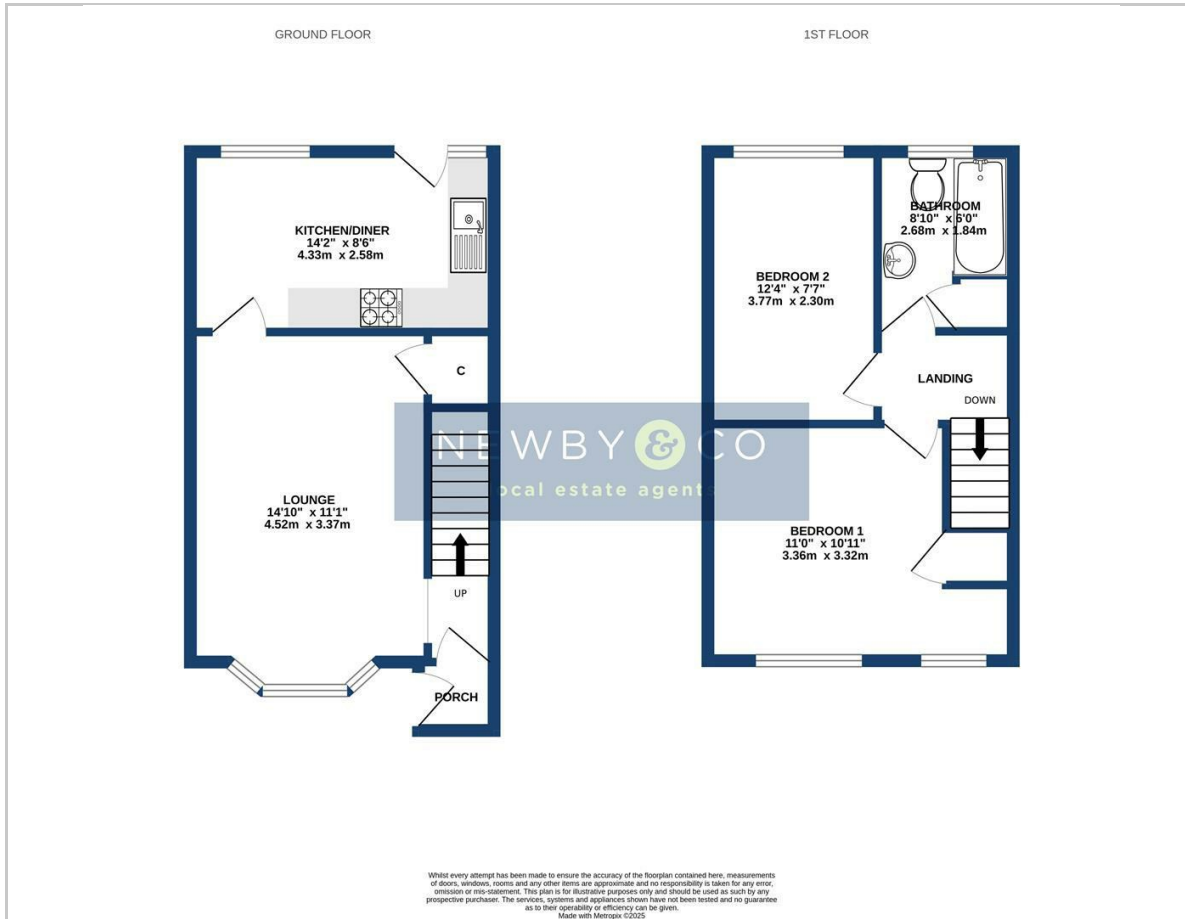 GROUND FLOOR
1ST FLOOR
KITCHEN/DINER
14'2" x 8'6"
4.33m x 2.58m
C
LOUNGE
14'10" x 11'1"
4.52m x 3.37m
UP
PORCH
BATHROOM
8'10" x 6'0"
2.68m x 1.84m
BEDROOM 2
12'4" x 7'7"
3.77m x 2.30m
LANDING
DOWN
BEDROOM 1
11'0" x 10'11"
3.36m x 3.32m
NEWBY & CO
local estate agents
Whilst every attempt has been made to ensure the accuracy of the floorplan contained here, measurements
of doors, windows, rooms and any other items are approximate and no responsibility is taken for any error,
omission or mis-statement. This plan is for illustrative purposes only and should be used as such by any
prospective purchaser. The services, systems and appliances shown have not been tested and no guarantee
as to their operability or efficiency can be given.
Made with Metropix ©2025